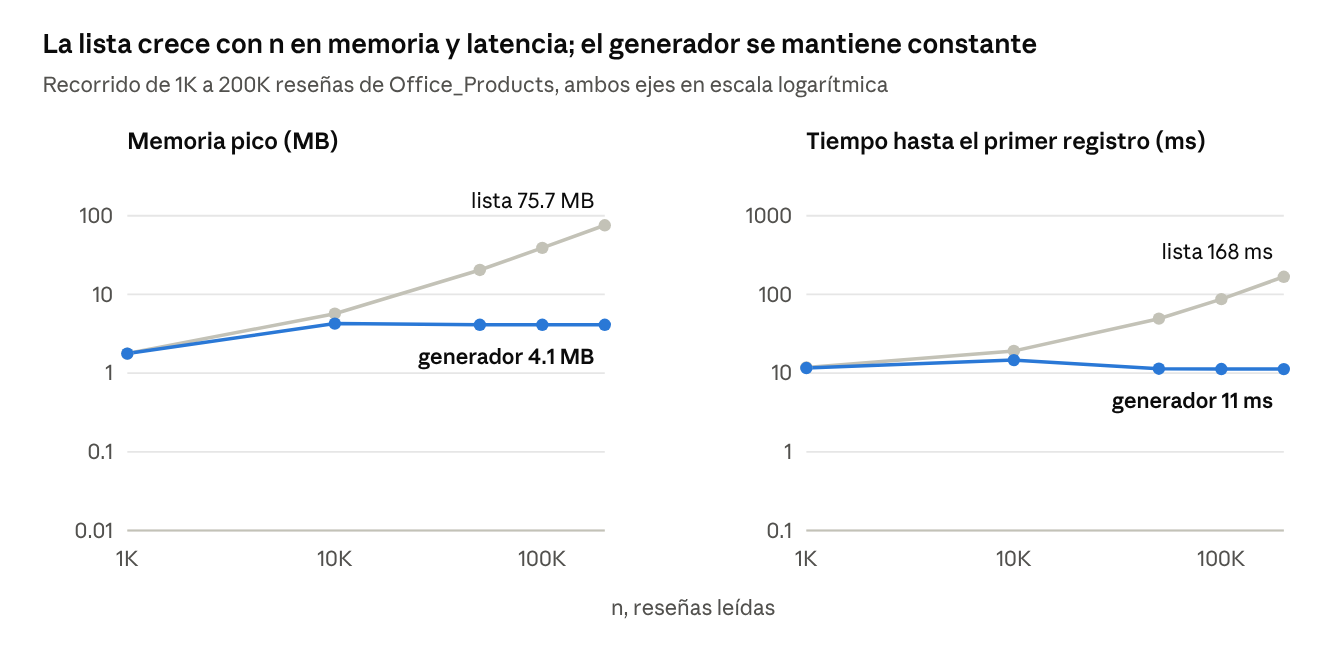 La lista crece con n en memoria y latencia; el generador se mantiene constante
Recorrido de 1K a 200K reseñas de Office_Products, ambos ejes en escala logarítmica
Memoria pico (MB)
lista 75.7 MB
100
10
generador 4.1 MB
1
0.1
0.01
1K 10K 100K
Tiempo hasta el primer registro (ms)
1000
lista 168 ms
100
10
generador 11 ms
1
0.1
1K 10K 100K
n, reseñas leídas